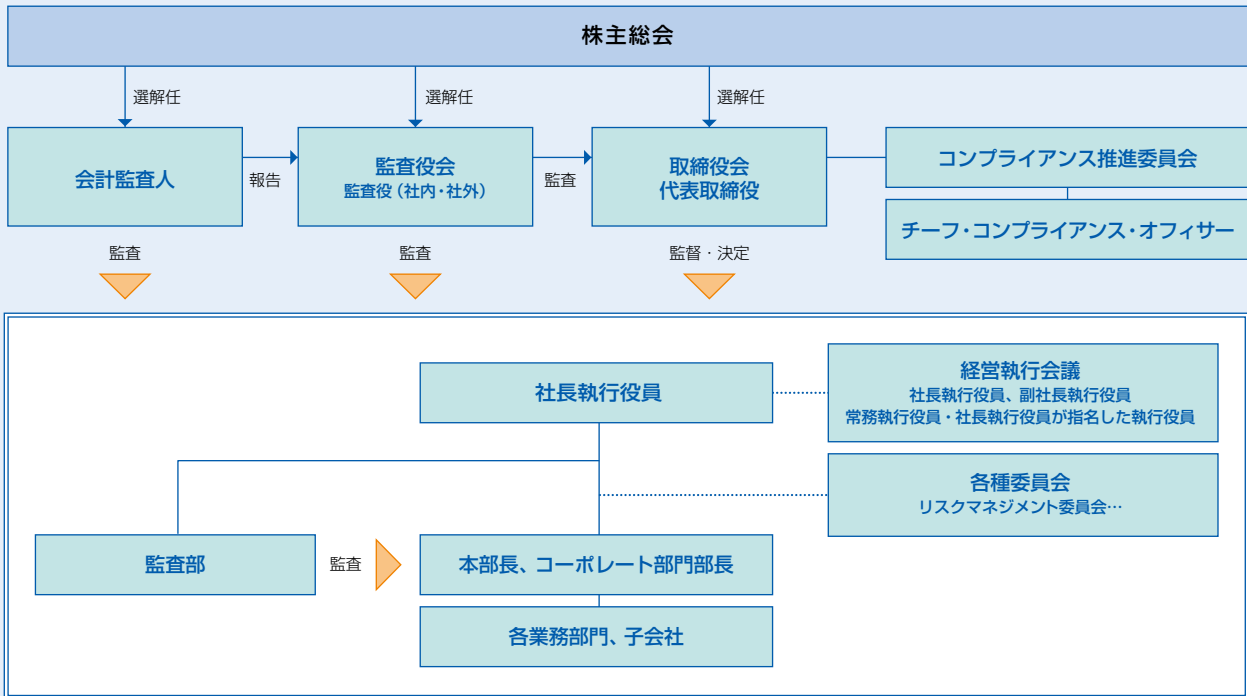 株主総会
選解任
選解任
選解任
会計監査人
報告
監査役会
監査役（社内・社外）
監査
取締役会
代表取締役
コンプライアンス推進委員会
チーフ・コンプライアンス・オフィサー
監査
監査
監督・決定
社長執行役員
経営執行会議
社長執行役員、副社長執行役員
常務執行役員・社長執行役員が指名した執行役員
各種委員会
リスクマネジメント委員会…
監査部
監査
本部長、コーポレート部門部長
各業務部門、子会社